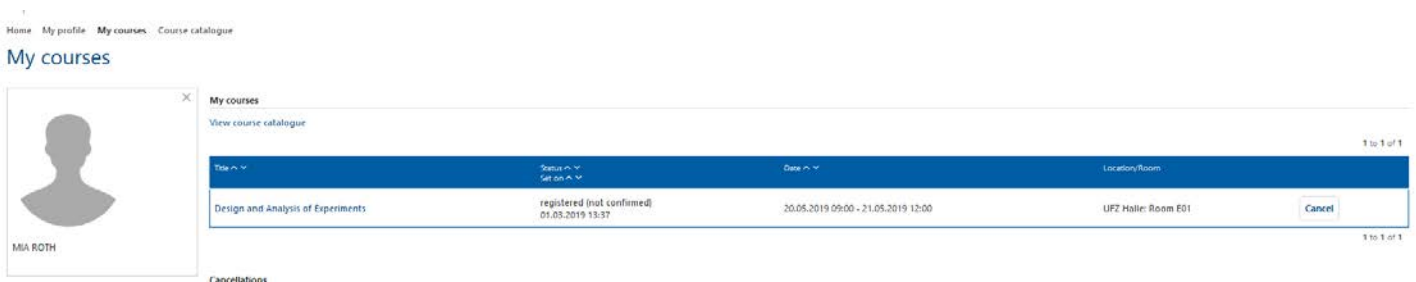 Home My profile My courses Course catalogue
My courses
My courses
View course catalogue
1 to 1 of 1
Title Status Date Location/Room
Set on
Design and Analysis of Experiments registered (not confirmed) 20.05.2019 09:00 - 21.05.2019 12:00 UFZ Halle: Room E01 Cancel
01.03.2019 13:37
1 to 1 of 1
MIA ROTH
Cancellations